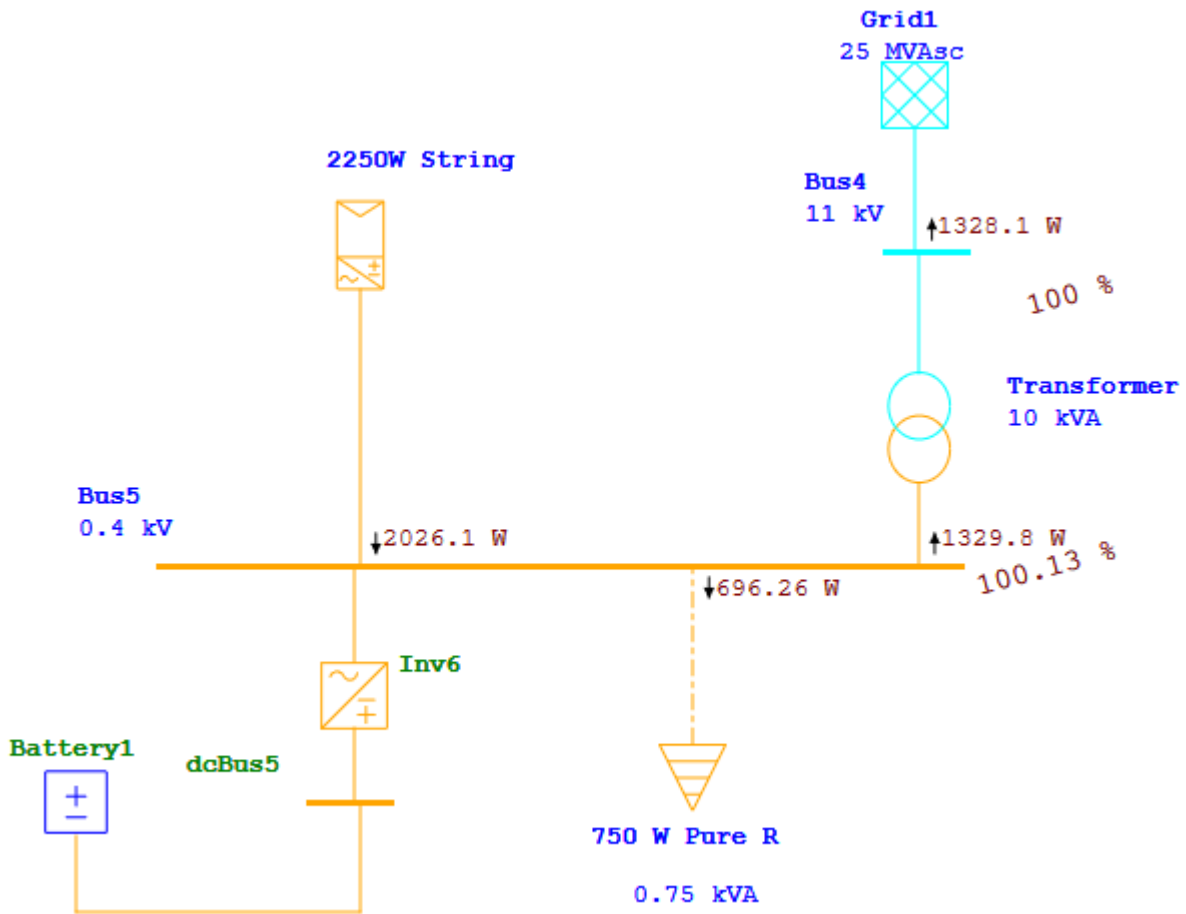 Grid1
25 MVAsc
2250W String
Bus4
11 kV
1328.1 W
100 %
Transformer
10 kVA
Bus5
0.4 kV
2026.1 W
1329.8 W
100.13 %
696.26 W
Inv6
Battery1
dcBus5
750 W Pure R
0.75 kVA